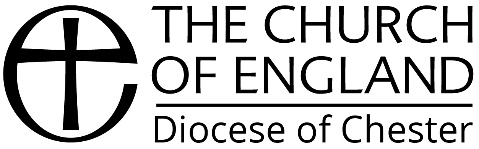 THE CHURCH
OF ENGLAND
Diocese of Chester